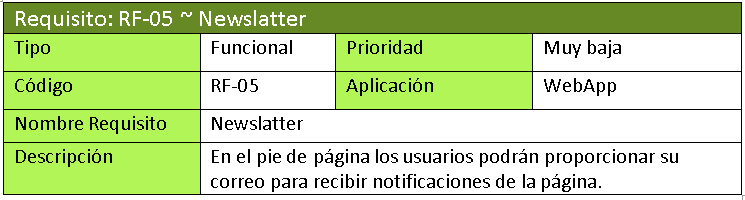 Requisito: RF-05 ~ Newslatter
Tipo Funcional Prioridad Muy baja
Código RF-05 Aplicación WebApp
Nombre Requisito Newslatter
Descripción En el pie de página los usuarios podrán proporcionar su
correo para recibir notificaciones de la página.